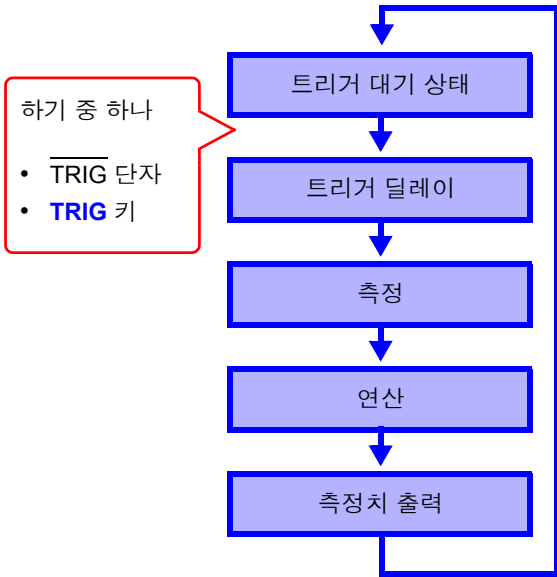 트리거 대기 상태
하기 중 하나
• TRIG 단자
• TRIG 키
트리거 딜레이
측정
연산
측정치 출력